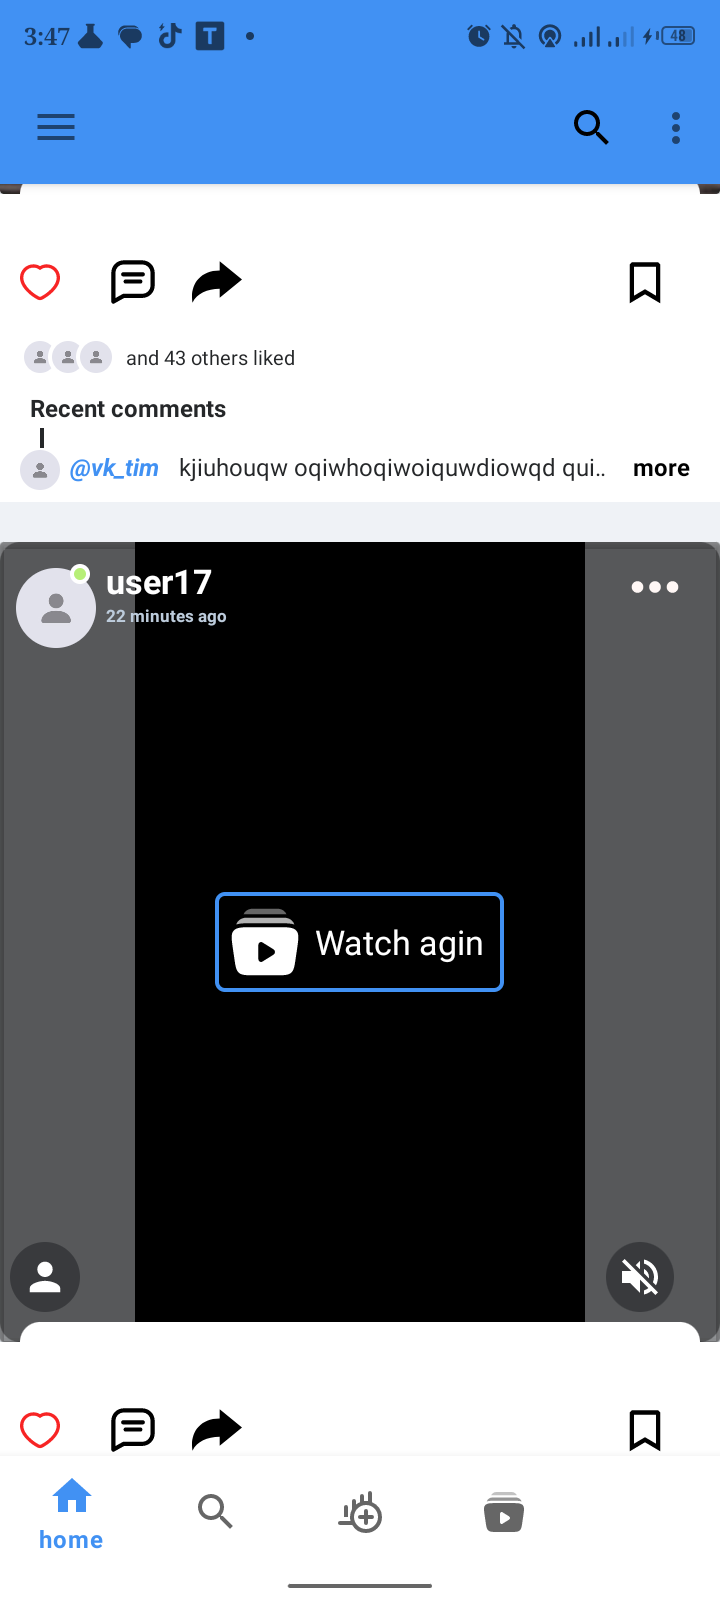 3:47
T
48
and 43 others liked
Recent comments
@vk_tim kjiuhouqw oqiwhoqiwoiquwdiowqd qui.. more
user17
22 minutes ago
Watch agin
home